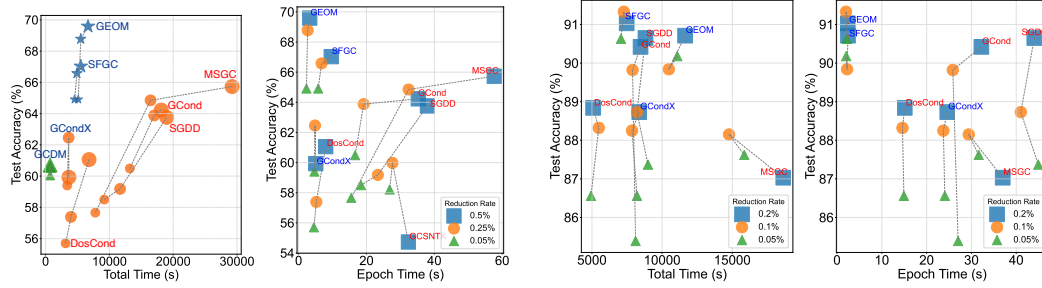 70
68
66
64
62
60
58
56
Test Accuracy (%)
0
10000
20000
30000
Total Time (s)
GEOM
SFGC
MSGC
GCond
SGDD
GCondX
GCDM
DosCond
70
68
66
64
62
60
58
56
54
Test Accuracy (%)
0
20
40
60
Epoch Time (s)
GEOM
SFGC
MSGC
GCond
SGDD
DosCond
GCondX
GCSNT
Reduction Rate
0.5%
0.25%
0.05%
91
90
89
88
87
86
Test Accuracy (%)
5000
10000
15000
Total Time (s)
SFGC
SGDD
GEOM
GCond
DosCond
GCondX
MSGC
Reduction Rate
0.2%
0.1%
0.05%
91
90
89
88
87
86
Test Accuracy (%)
0
10
20
30
40
Epoch Time (s)
GEOM
SFGC
GCond
DosCond
GCondX
MSGC
Reduction Rate
0.2%
0.1%
0.05%